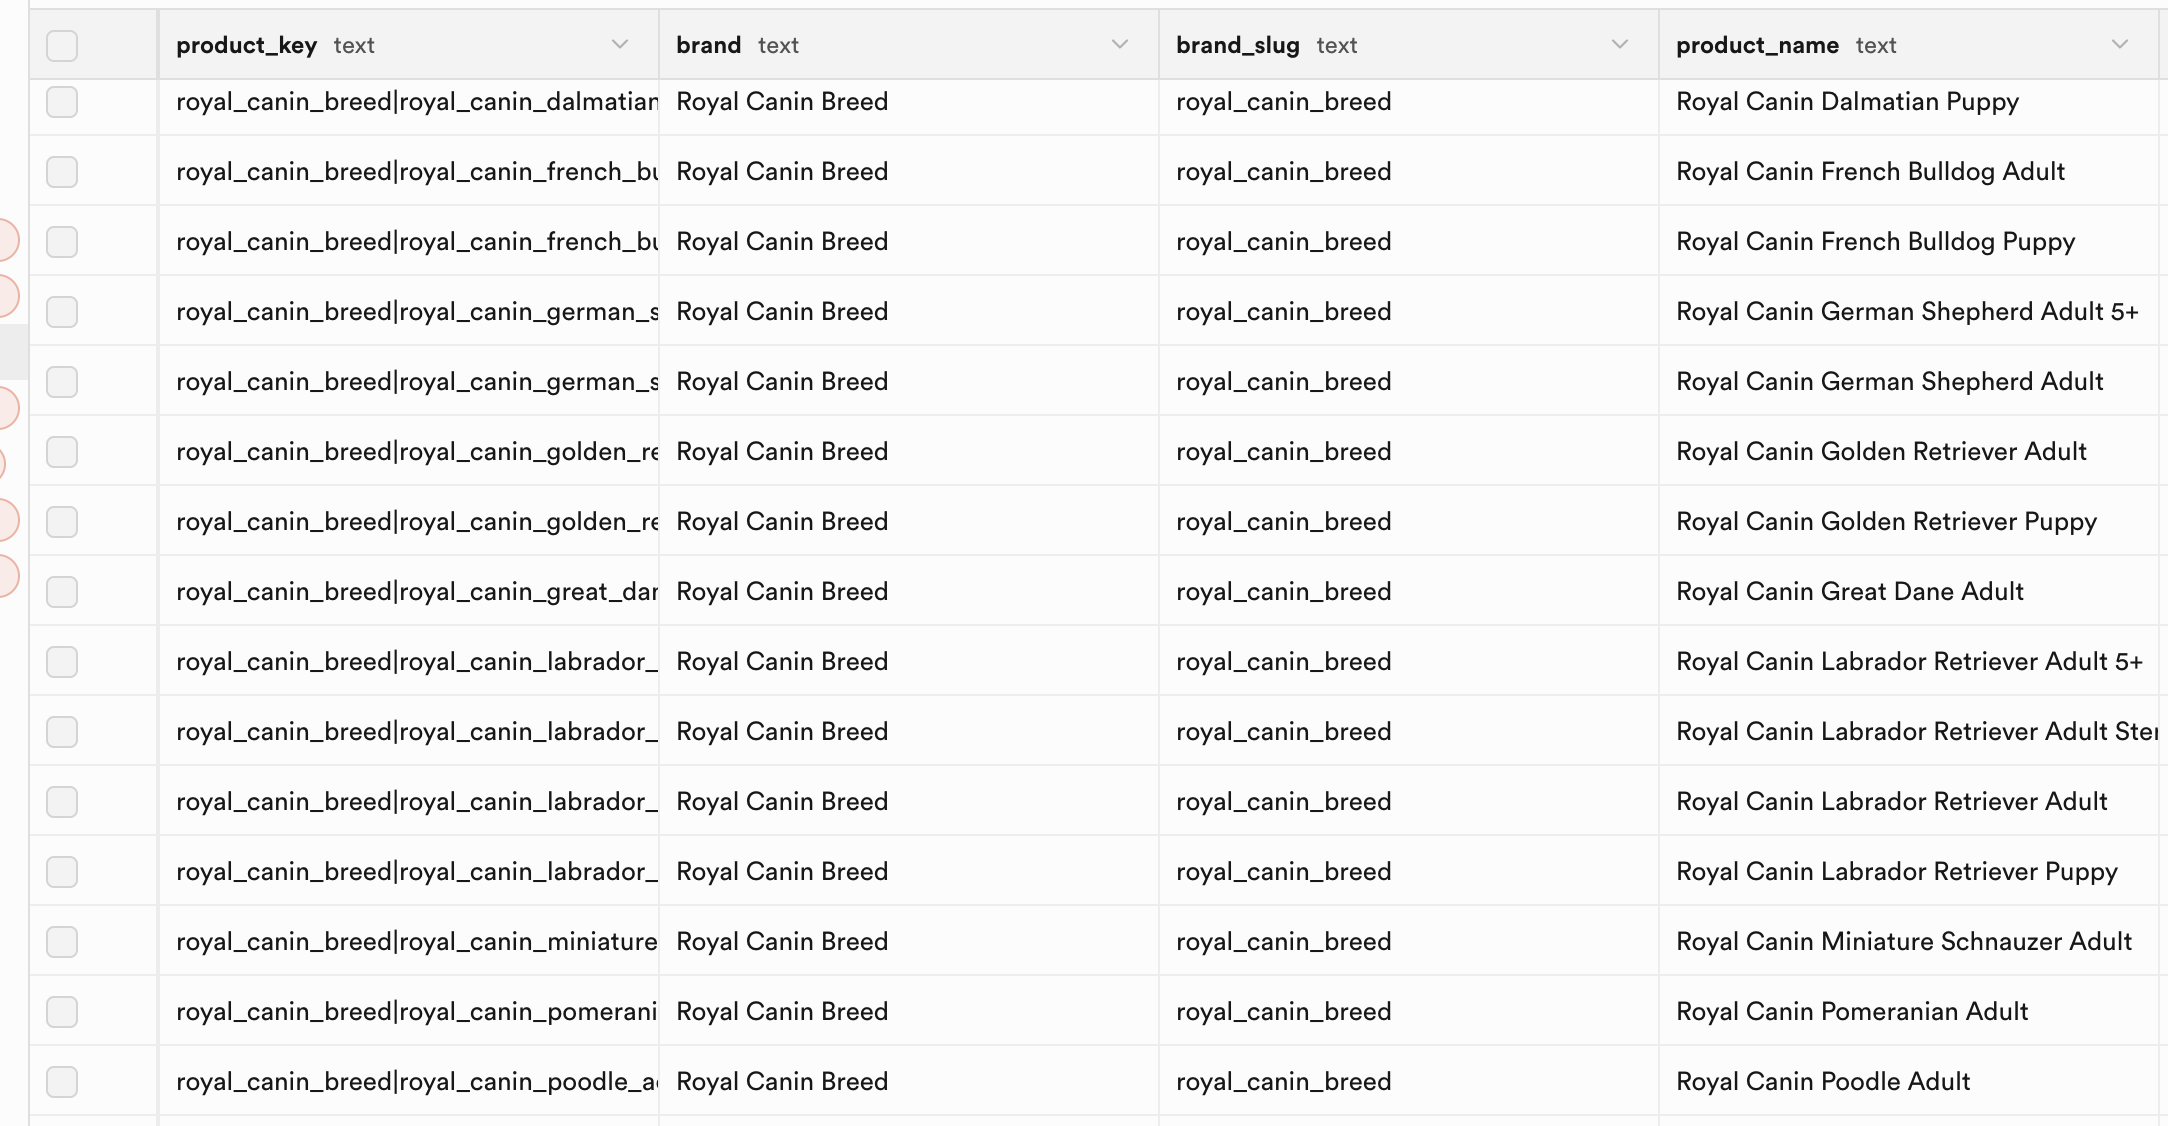 product_key text brand text brand_slug text product_name text
royal_canin_breed|royal_canin_dalmatian Royal Canin Breed royal_canin_breed Royal Canin Dalmatian Puppy
royal_canin_breed|royal_canin_french_bu Royal Canin Breed royal_canin_breed Royal Canin French Bulldog Adult
royal_canin_breed|royal_canin_french_bu Royal Canin Breed royal_canin_breed Royal Canin French Bulldog Puppy
royal_canin_breed|royal_canin_german_s Royal Canin Breed royal_canin_breed Royal Canin German Shepherd Adult 5+
royal_canin_breed|royal_canin_german_s Royal Canin Breed royal_canin_breed Royal Canin German Shepherd Adult
royal_canin_breed|royal_canin_golden_re Royal Canin Breed royal_canin_breed Royal Canin Golden Retriever Adult
royal_canin_breed|royal_canin_golden_re Royal Canin Breed royal_canin_breed Royal Canin Golden Retriever Puppy
royal_canin_breed|royal_canin_great_dan Royal Canin Breed royal_canin_breed Royal Canin Great Dane Adult
royal_canin_breed|royal_canin_labrador_ Royal Canin Breed royal_canin_breed Royal Canin Labrador Retriever Adult 5+
royal_canin_breed|royal_canin_labrador_ Royal Canin Breed royal_canin_breed Royal Canin Labrador Retriever Adult Ster
royal_canin_breed|royal_canin_labrador_ Royal Canin Breed royal_canin_breed Royal Canin Labrador Retriever Adult
royal_canin_breed|royal_canin_labrador_ Royal Canin Breed royal_canin_breed Royal Canin Labrador Retriever Puppy
royal_canin_breed|royal_canin_miniature Royal Canin Breed royal_canin_breed Royal Canin Miniature Schnauzer Adult
royal_canin_breed|royal_canin_pomerani Royal Canin Breed royal_canin_breed Royal Canin Pomeranian Adult
royal_canin_breed|royal_canin_poodle_a Royal Canin Breed royal_canin_breed Royal Canin Poodle Adult